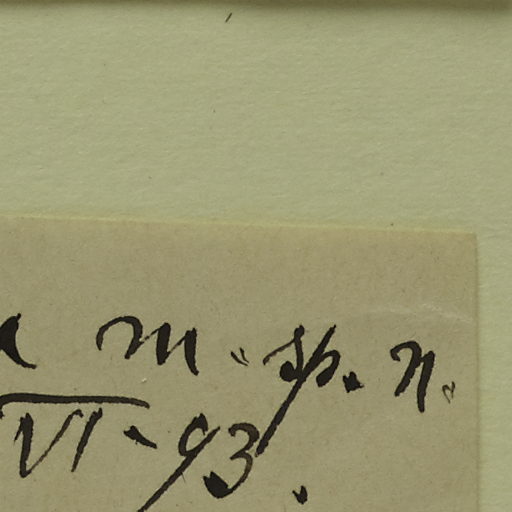 m. sp. n.
VI. 93.